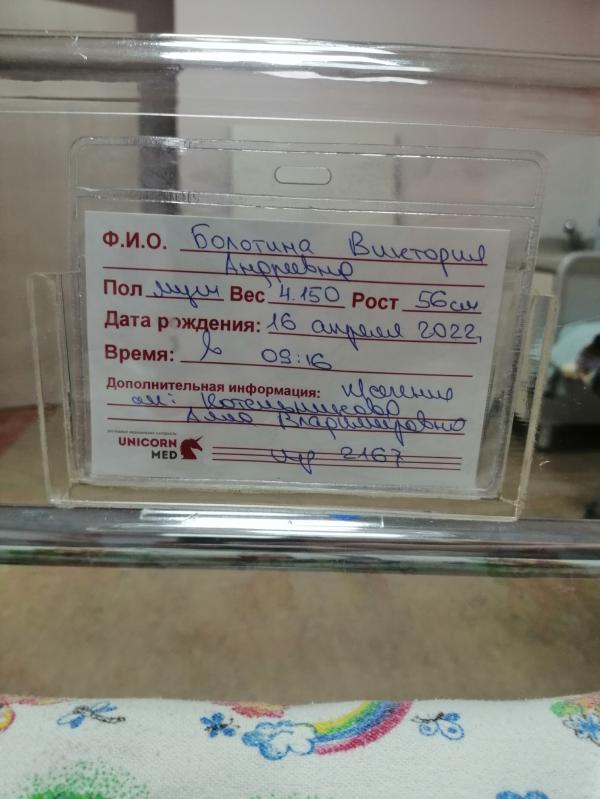 Ф.И.О. Болотина Виктория
Андреевна
Пол муж Вес 4.150 Рост 56см
Дата рождения: 16 апреля 2022
Время: в 09:16
Дополнительная информация:
Котельникова
Владимировна
UNICORN
MED
2167